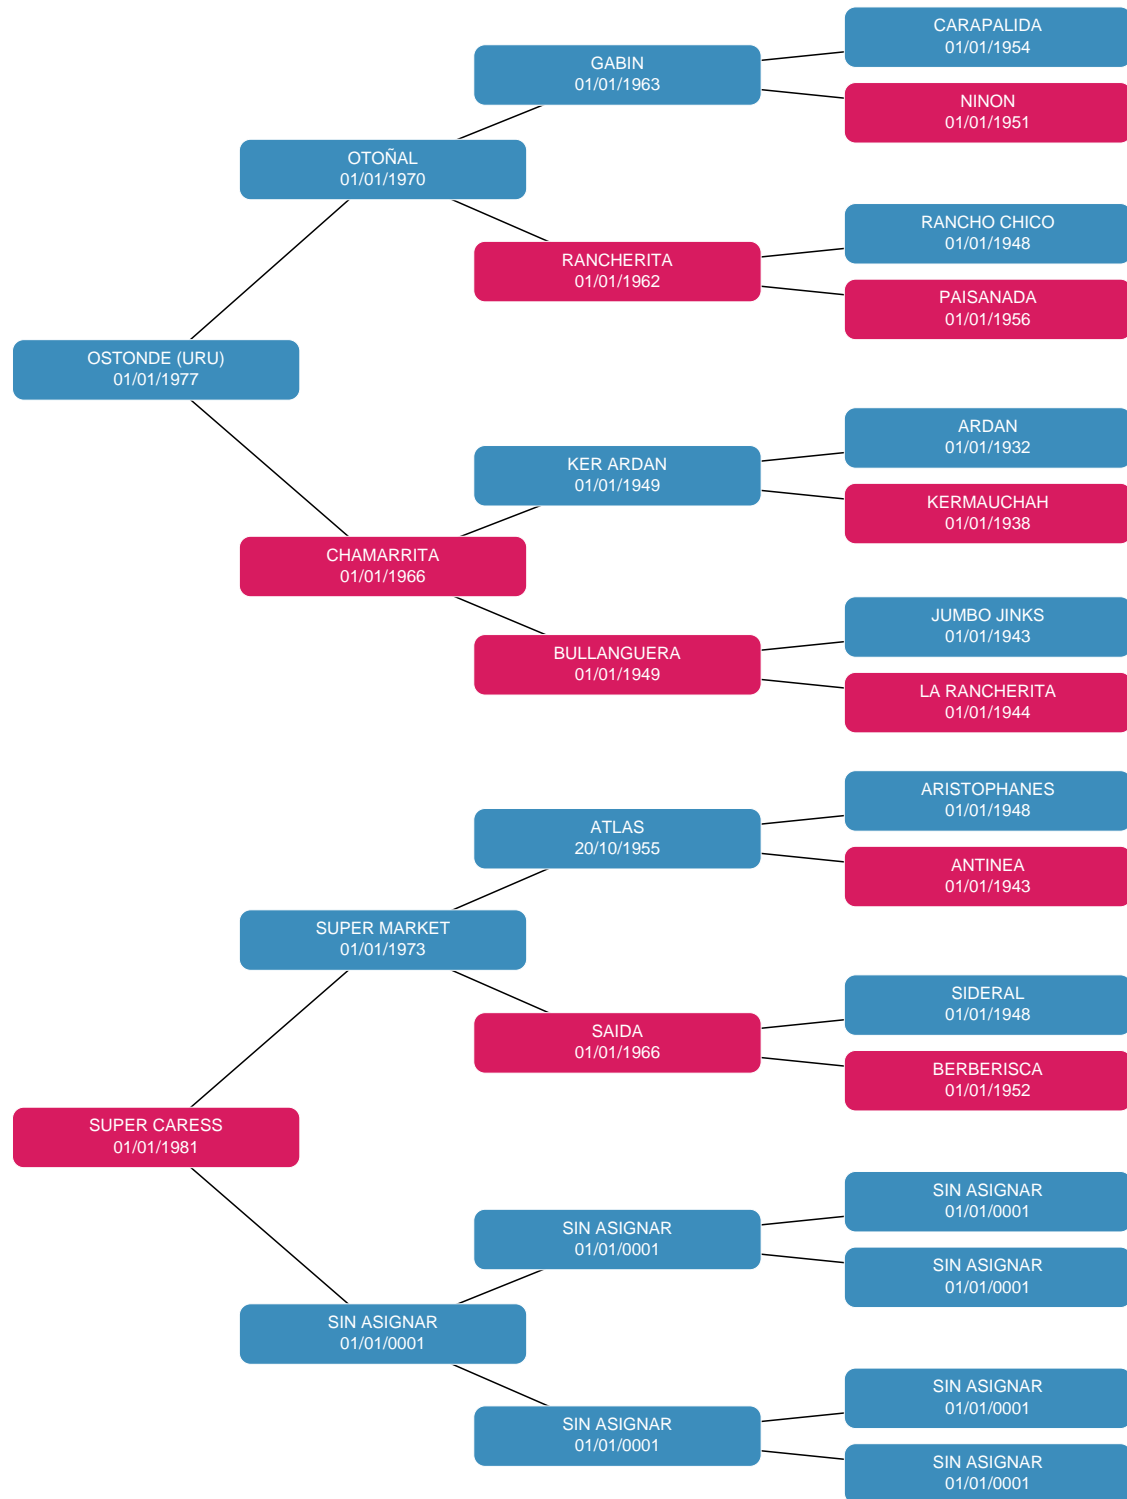 CARAPALIDA
01/01/1954
GABIN
01/01/1963
NINON
01/01/1951
OTOÑAL
01/01/1970
RANCHO CHICO
01/01/1948
RANCHERITA
01/01/1962
PAISANADA
01/01/1956
OSTONDE (URU)
01/01/1977
ARDAN
01/01/1932
KER ARDAN
01/01/1949
KERMAUCHAH
01/01/1938
CHAMARRITA
01/01/1966
JUMBO JINKS
01/01/1943
BULLANGUERA
01/01/1949
LA RANCHERITA
01/01/1944
ARISTOPHANES
01/01/1948
ATLAS
20/10/1955
ANTINEA
01/01/1943
SUPER MARKET
01/01/1973
SIDERAL
01/01/1948
SAIDA
01/01/1966
BERBERISCA
01/01/1952
SUPER CARESS
01/01/1981
SIN ASIGNAR
01/01/0001
SIN ASIGNAR
01/01/0001
SIN ASIGNAR
01/01/0001
SIN ASIGNAR
01/01/0001
SIN ASIGNAR
01/01/0001
SIN ASIGNAR
01/01/0001
SIN ASIGNAR
01/01/0001